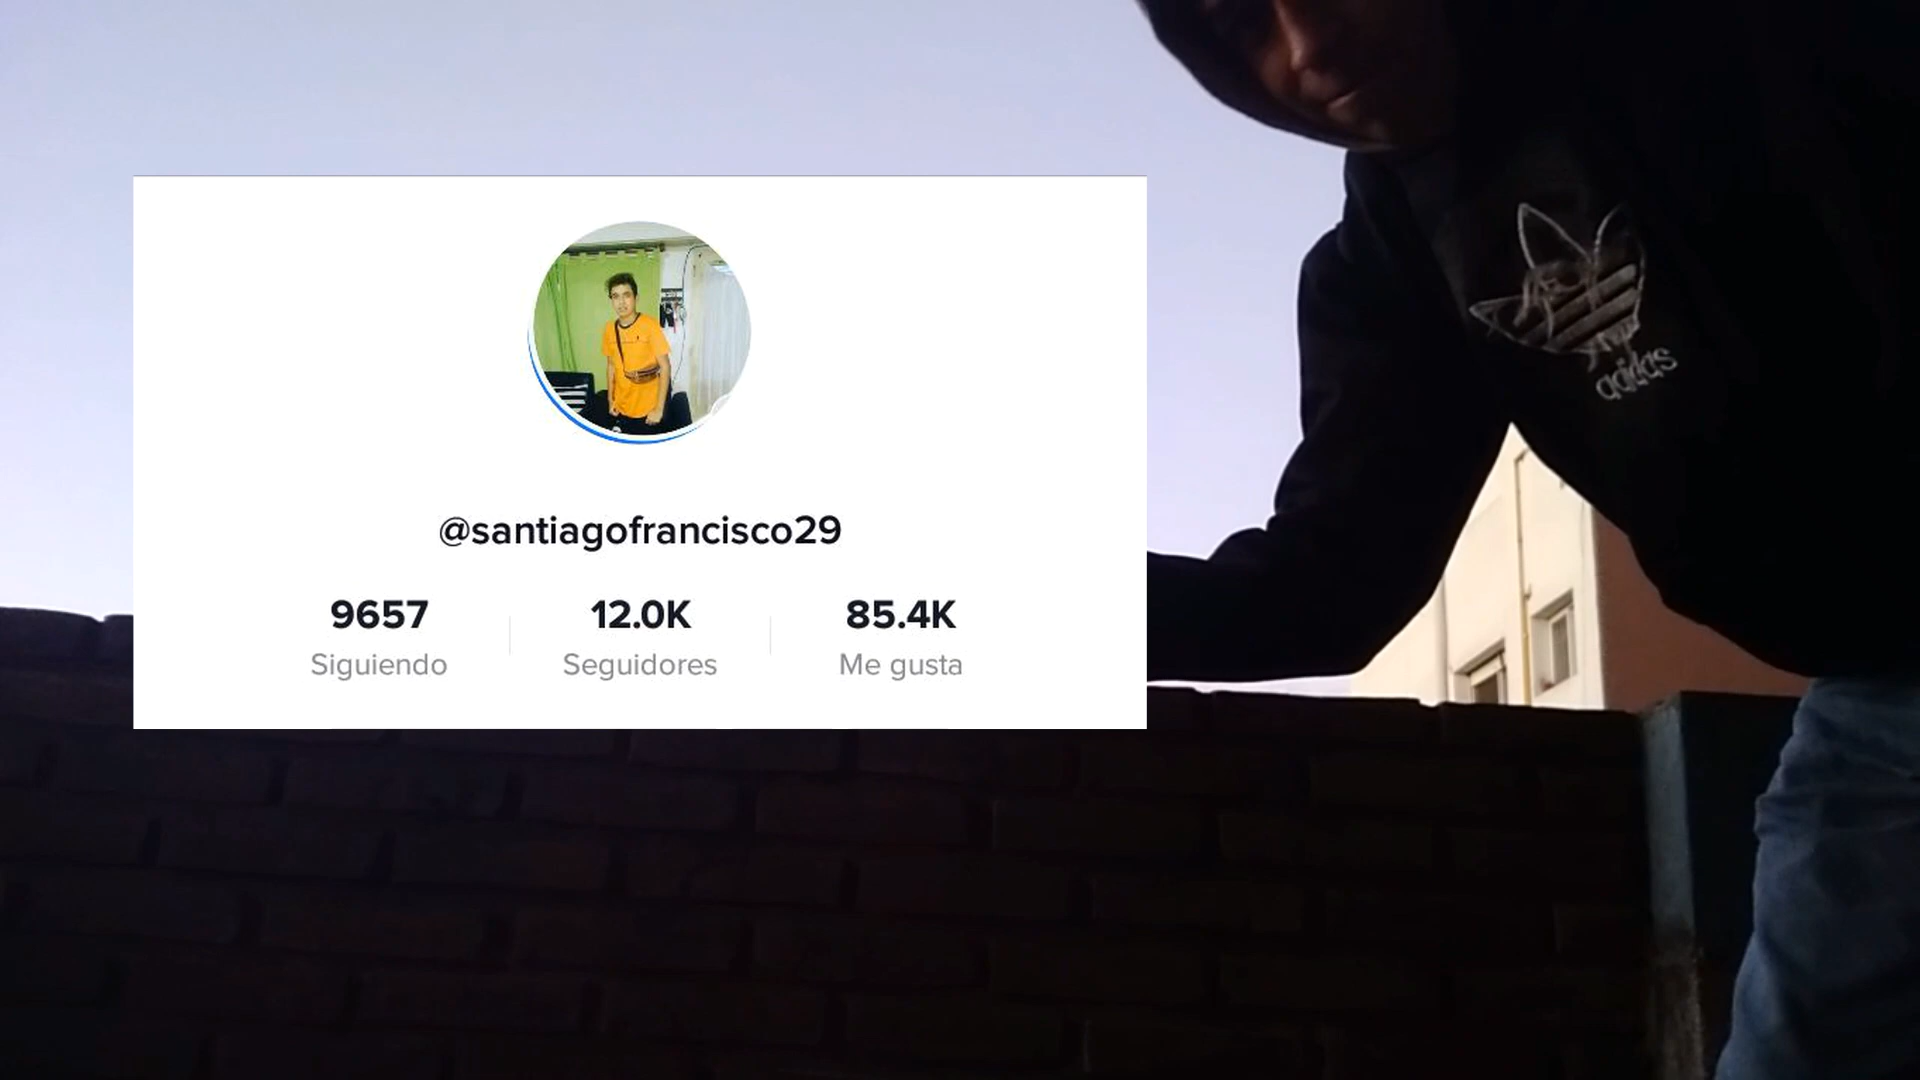 @santiagofrancisco29
9657 12.0K 85.4K
Siguiendo Seguidores Me gusta
adidas